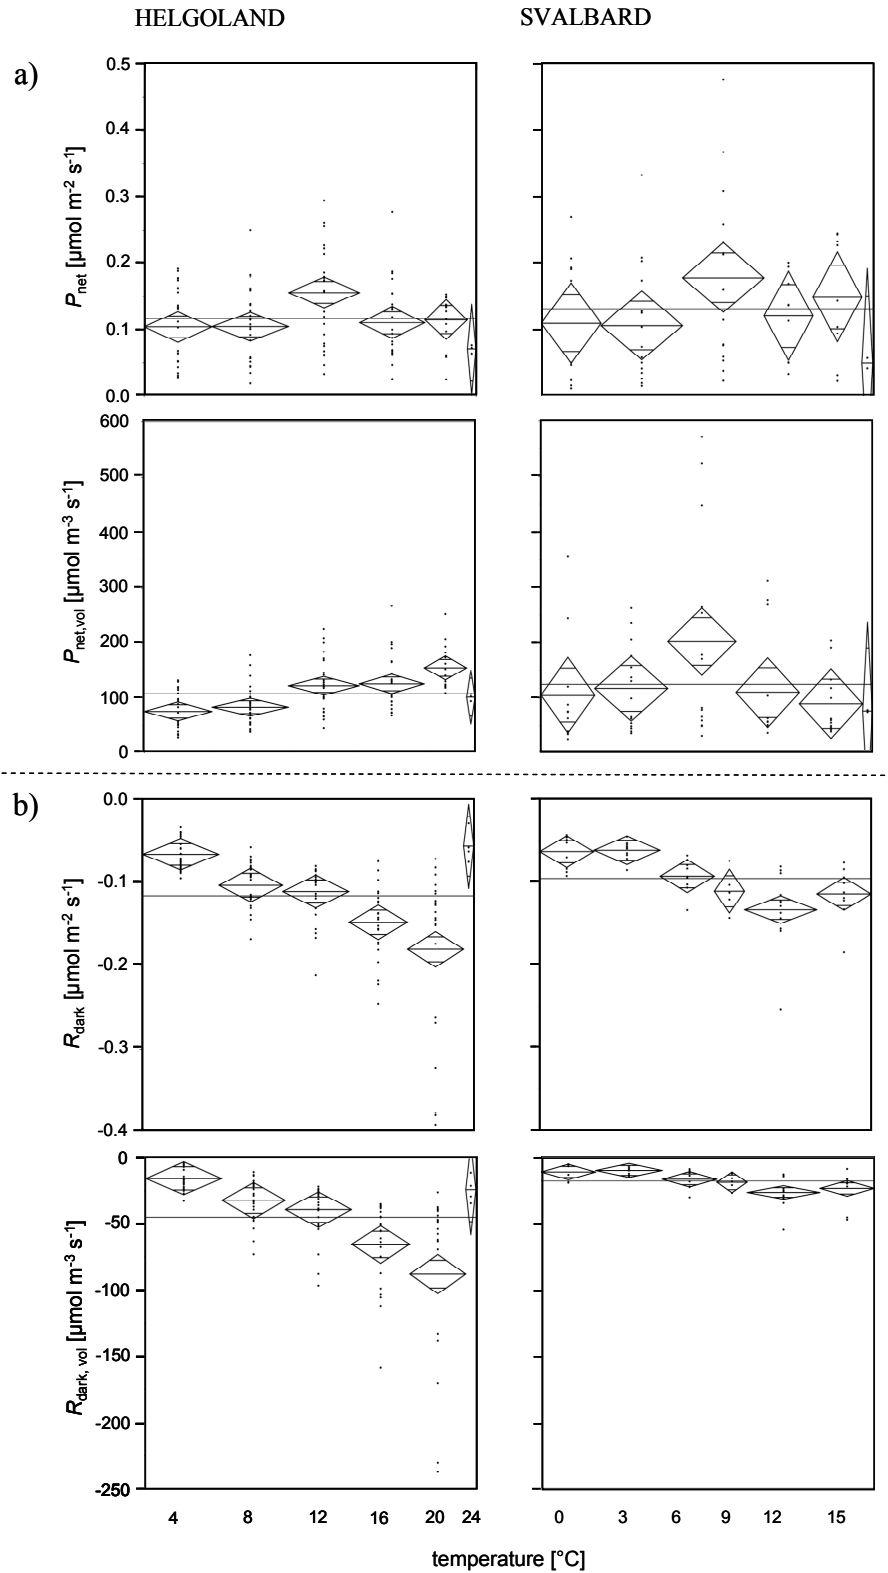 HELGOLAND SVALBARD
a)
0.5
0.4
0.3
0.2
0.1
0.0
Pnet [µmol m-2 s-1]
600
500
400
300
200
100
0
Pnet,vol [µmol m-3 s-1]
b)
0.0
-0.1
-0.2
-0.3
-0.4
Rdark [µmol m-2 s-1]
0
-50
-100
-150
-200
-250
Rdark, vol [µmol m-3 s-1]
4 8 12 16 20 24 0 3 6 9 12 15
temperature [°C]